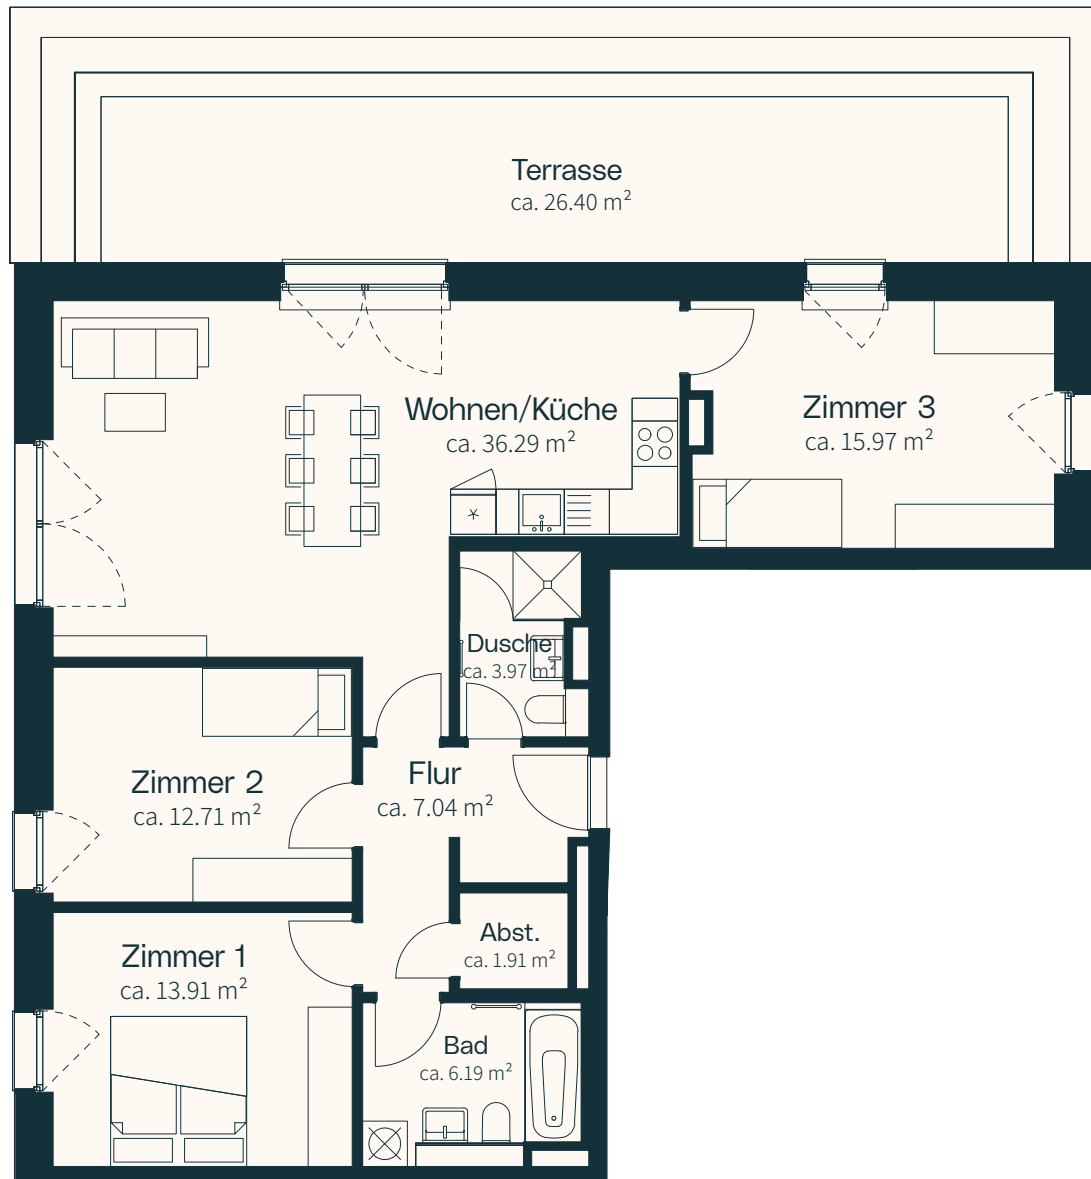 Terrasse
ca. 26.40 m²
Wohnen/Küche
ca. 36.29 m²
Zimmer 3
ca. 15.97 m²
Dusche
ca. 3.97 m²
Zimmer 2
ca. 12.71 m²
Flur
ca. 7.04 m²
Abst.
ca. 1.91 m²
Zimmer 1
ca. 13.91 m²
Bad
ca. 6.19 m²